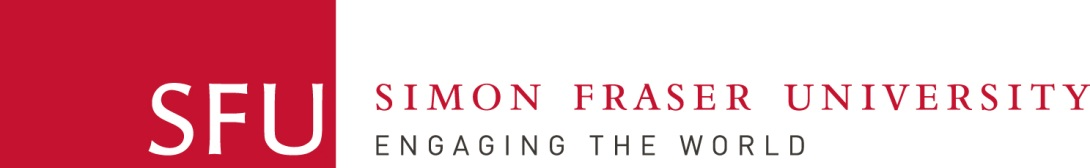 SFU
SIMON FRASER UNIVERSITY
ENGAGING THE WORLD